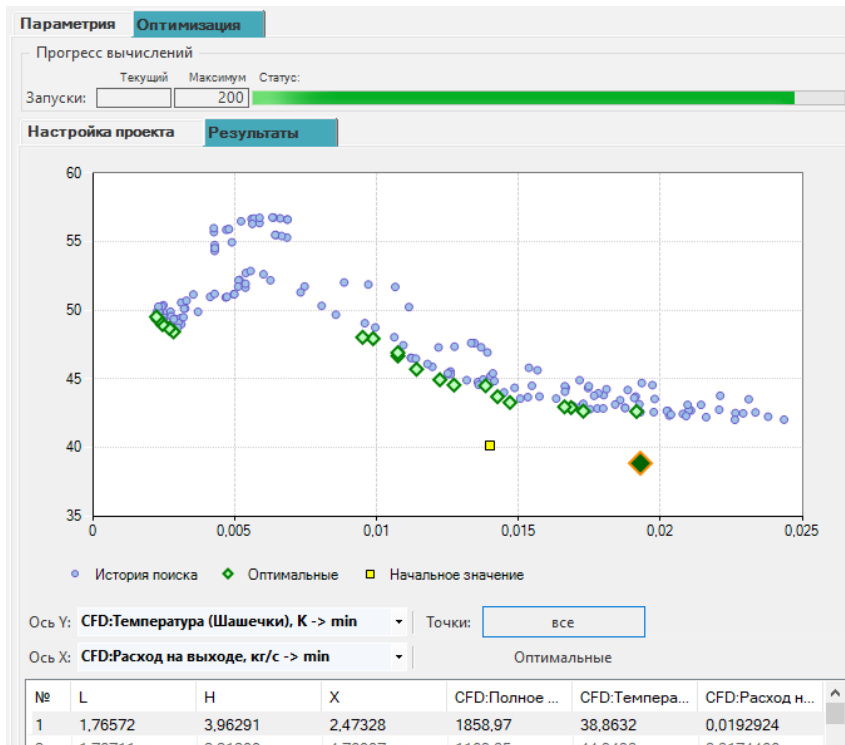 Параметрия Оптимизация
Прогресс вычислений
Текущий Максимум Статус:
Запуски: 200
Настройка проекта Результаты
60
55
50
45
40
35
0 0,005 0,01 0,015 0,02 0,025
История поиска Оптимальные Начальное значение
Ось Y: CFD:Температура (Шашечки), K -> min Точки: все
Ось X: CFD:Расход на выходе, кг/с -> min Оптимальные
№ L H X CFD:Полное ... CFD:Темпера... CFD:Расход н...
1 1,76572 3,96291 2,47328 1858,97 38,8632 0,0192924